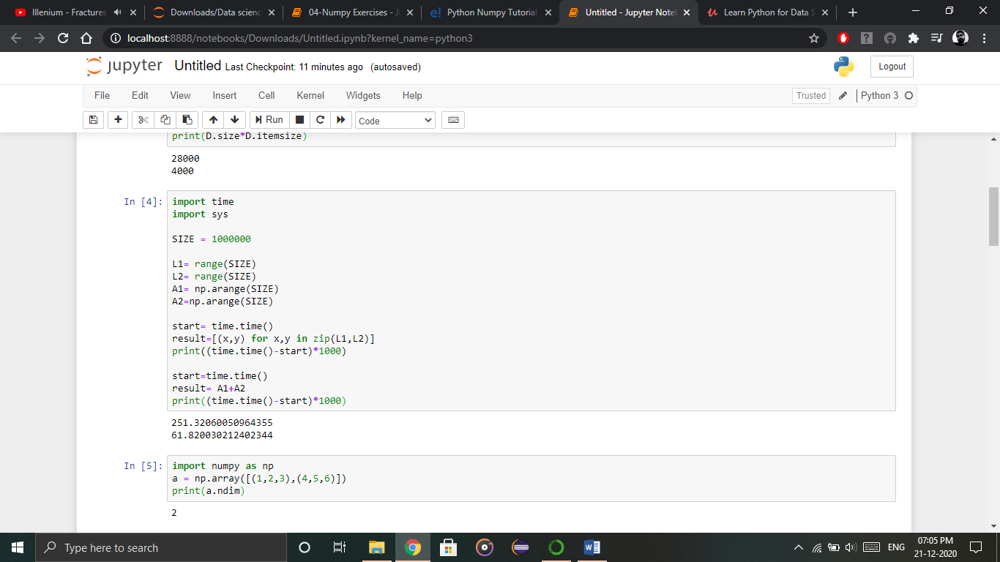 Illenium - Fractures
Downloads/Data scienc
04-Numpy Exercises - J
Python Numpy Tutorial
Untitled - Jupyter Note
Learn Python for Data S
localhost:8888/notebooks/Downloads/Untitled.ipynb?kernel_name=python3
jupyter Untitled Last Checkpoint: 11 minutes ago (autosaved)
Logout
File Edit View Insert Cell Kernel Widgets Help
Trusted
Python 3
Run
Code
print(D.size*D.itemsize)
28000
4000
In [4]:
import time
import sys
SIZE = 1000000
L1= range(SIZE)
L2= range(SIZE)
A1= np.arange(SIZE)
A2=np.arange(SIZE)
start= time.time()
result=[(x,y) for x,y in zip(L1,L2)]
print((time.time()-start)*1000)
start=time.time()
result= A1+A2
print((time.time()-start)*1000)
251.32060050964355
61.820030212402344
In [5]:
import numpy as np
a = np.array([(1,2,3),(4,5,6)])
print(a.ndim)
2
Type here to search
ENG
07:05 PM
21-12-2020